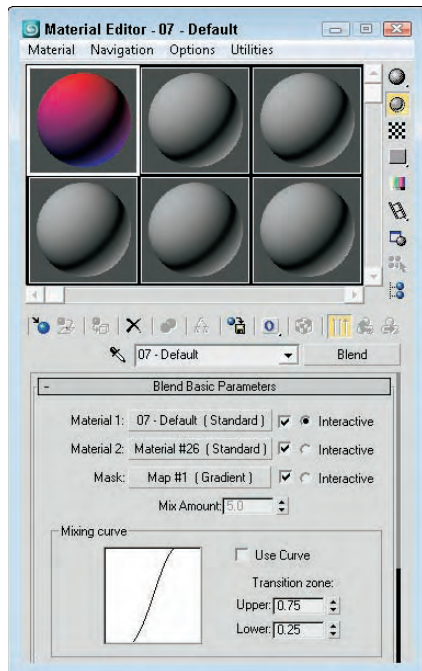 Material Editor - 07 - Default
Material Navigation Options Utilities
07 - Default Blend
- Blend Basic Parameters
Material 1: 07 - Default ( Standard ) Interactive
Material 2: Material #26 ( Standard ) Interactive
Mask: Map #1 ( Gradient ) Interactive
Mix Amount: 5.0
Mixing curve
Use Curve
Transition zone:
Upper: 0.75
Lower: 0.25